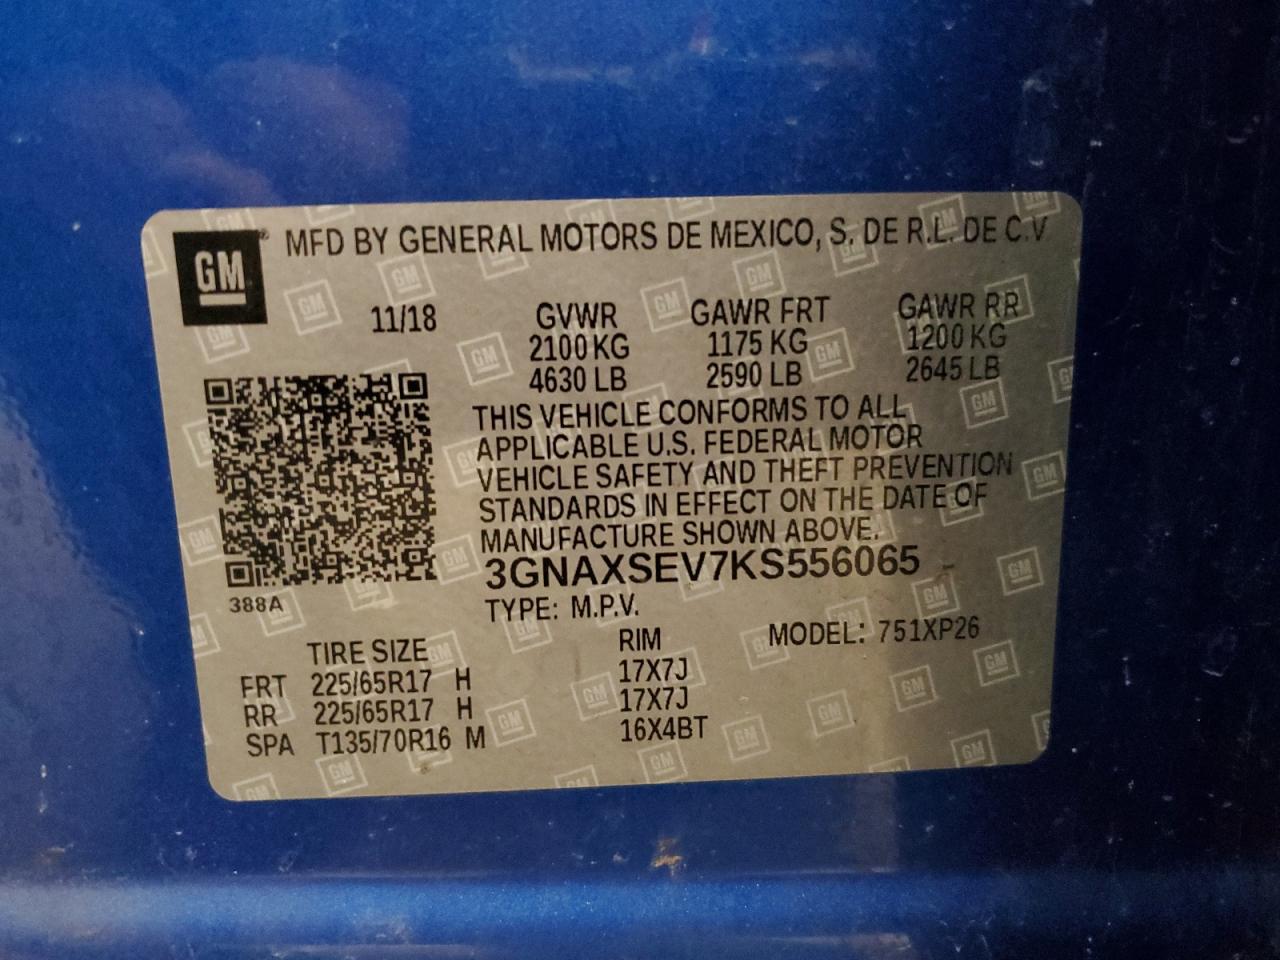 GM® MFD BY GENERAL MOTORS DE MEXICO, S. DE R.L. DE C.V
11/18 GVWR GAWR FRT GAWR RR
2100 KG 1175 KG 1200 KG
4630 LB 2590 LB 2645 LB
THIS VEHICLE CONFORMS TO ALL
APPLICABLE U.S. FEDERAL MOTOR
VEHICLE SAFETY AND THEFT PREVENTION
STANDARDS IN EFFECT ON THE DATE OF
MANUFACTURE SHOWN ABOVE.
3GNAXSEV7KS556065
388A
TYPE: M.P.V.
MODEL: 751XP26
TIRE SIZE RIM
FRT 225/65R17 H 17X7J
RR 225/65R17 H 17X7J
SPA T135/70R16 M 16X4BT